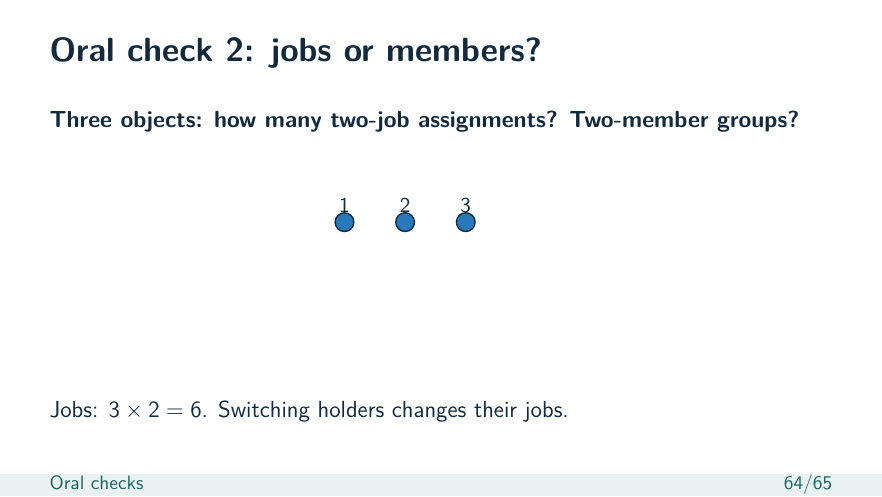 Oral check 2: jobs or members?
Three objects: how many two-job assignments? Two-member groups?
1 2 3
Jobs: 3 × 2 = 6. Switching holders changes their jobs.
Oral checks 64/65